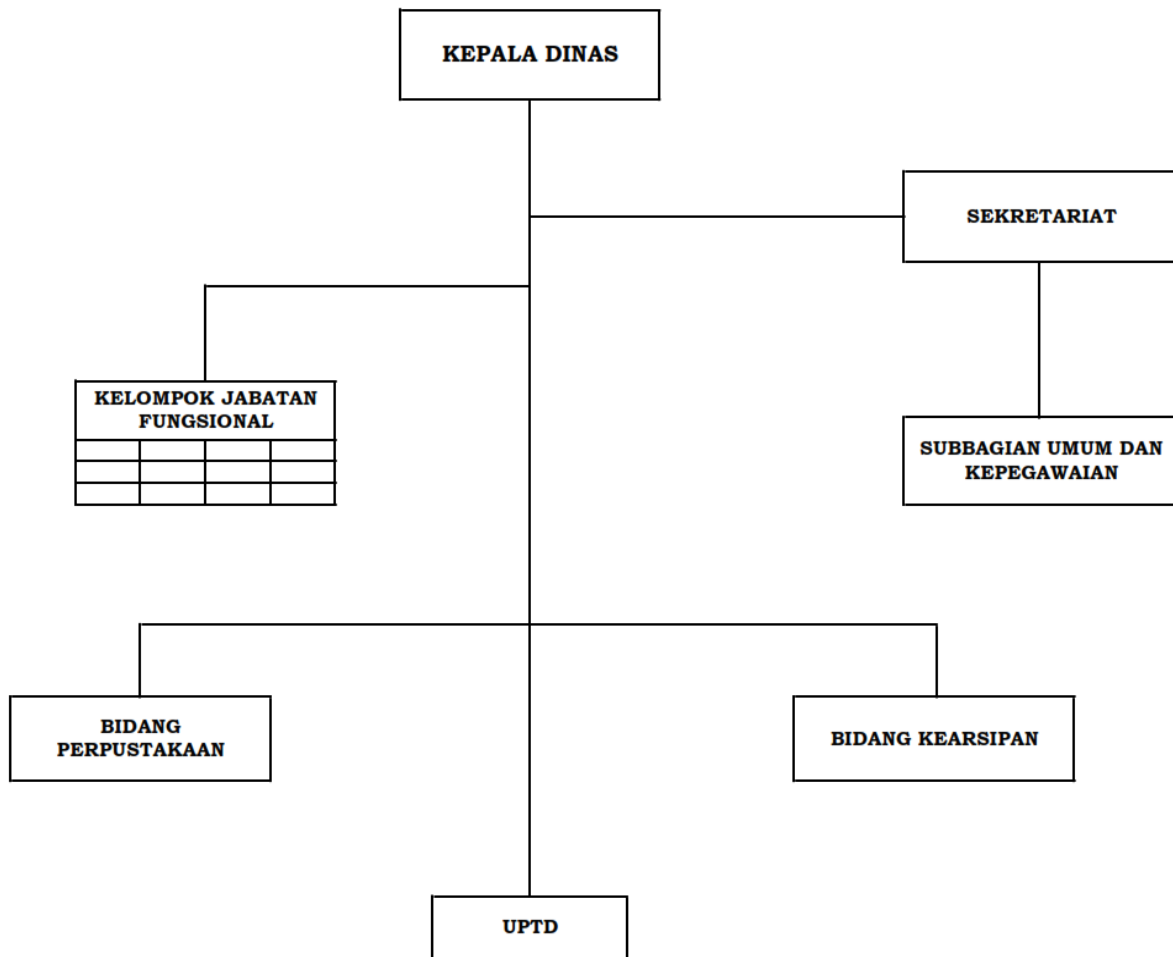 KEPALA DINAS
SEKRETARIAT
KELOMPOK JABATAN
FUNGSIONAL
SUBBAGIAN UMUM DAN
KEPEGAWAIAN
BIDANG
PERPUSTAKAAN
BIDANG KEARSIPAN
UPTD